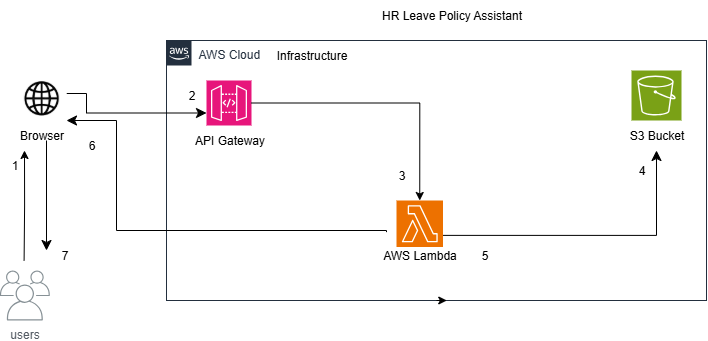 HR Leave Policy Assistant
aws
AWS Cloud
Infrastructure
2
API Gateway
S3 Bucket
Browser
6
1
3
4
AWS Lambda
5
7
users